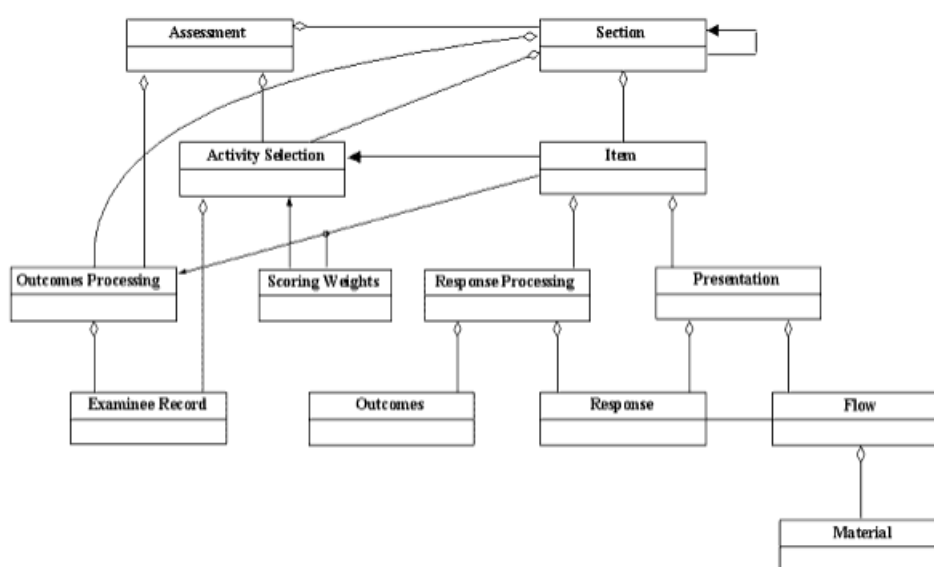 Assessment
Section
Activity Selection
Item
Outcomes Processing
Scoring Weights
Response Processing
Presentation
Examinee Record
Outcomes
Response
Flow
Material